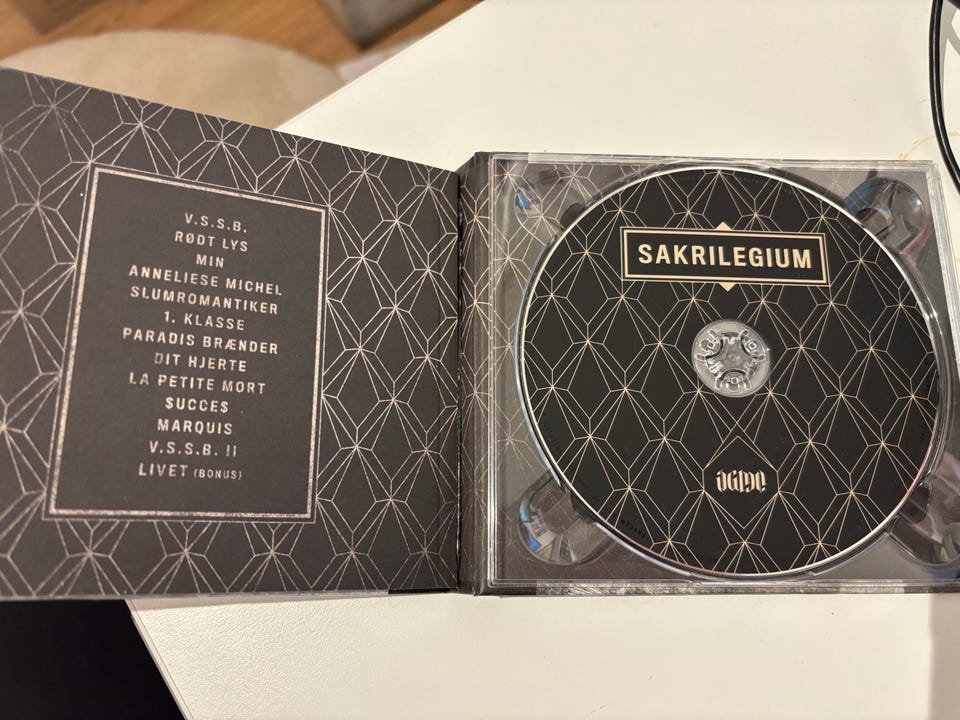 V.S.S.B.
RØDT LYS
MIN
ANNELIESE MICHEL
SLUMROMANTIKER
1. KLASSE
PARADIS BRÆNDER
DIT HJERTE
LA PETITE MORT
$UCCE$
MARQUIS
V.S.S.B. II
LIVET (BONUS)
SAKRILEGIUM